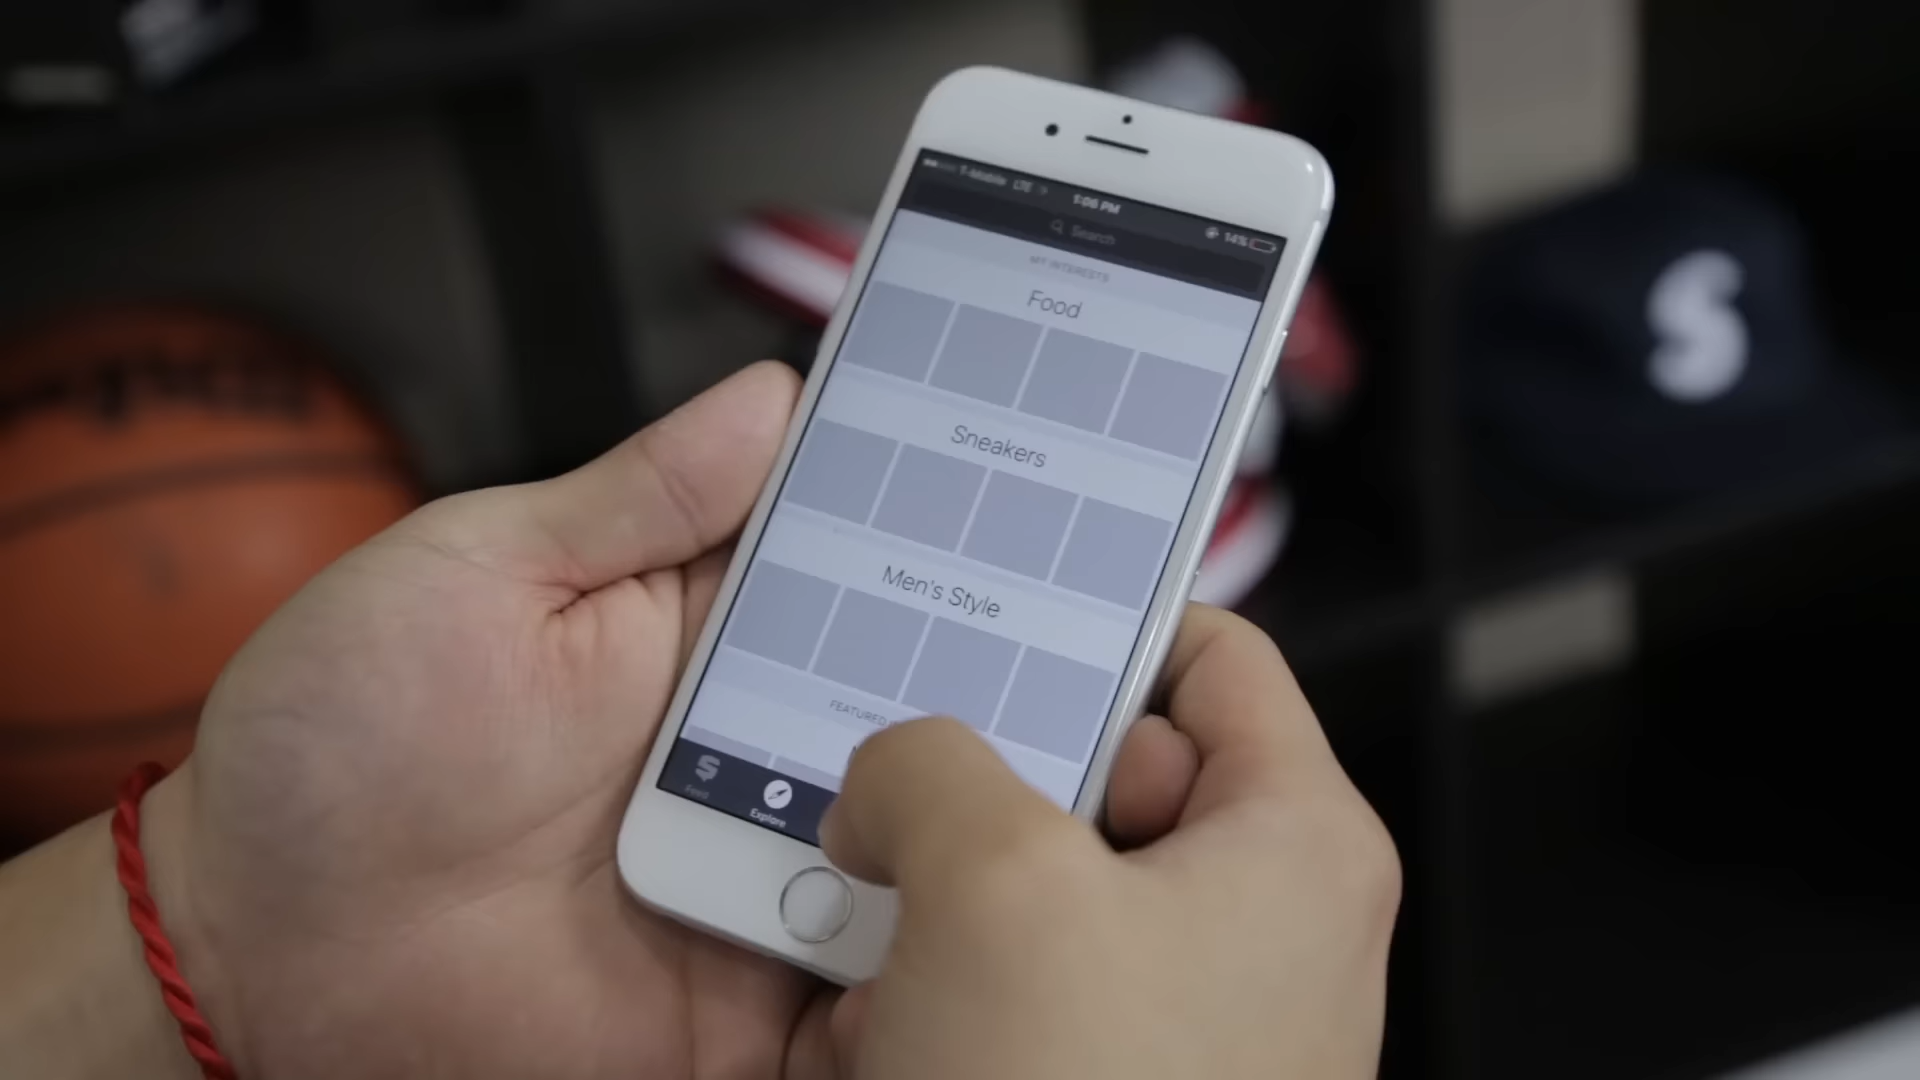 T-Mobile LTE 1:06 PM 14%
Search
MY INTERESTS
Food
Sneakers
Men's Style
FEATURED
Feed
Explore
S